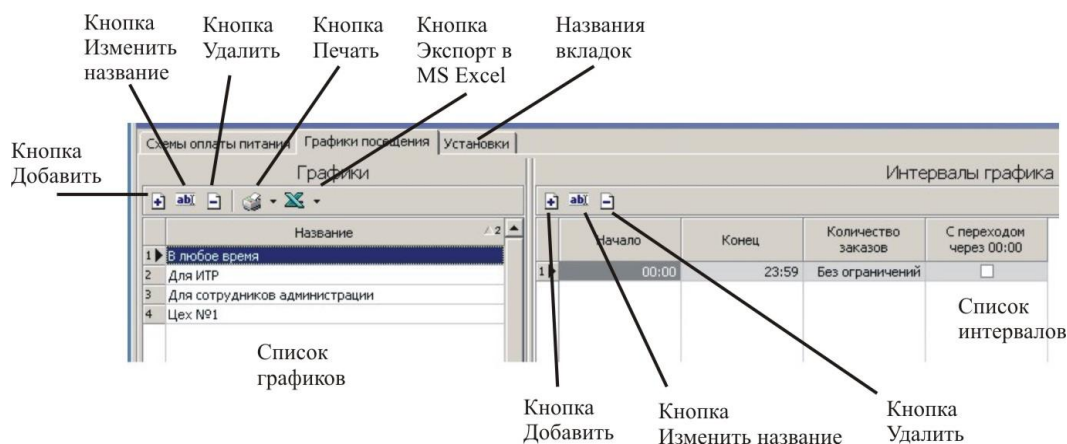 Кнопка
Изменить
название
Кнопка
Удалить
Кнопка
Печать
Кнопка
Экспорт в
MS Excel
Названия
вкладок
Кнопка
Добавить
Схемы оплаты питания
Графики посещения
Установки
Графики
Интервалы графика
abI
abI
Название
2
1 В любое время
2 Для ИТР
3 Для сотрудников администрации
4 Цех №1
Список
графиков
Начало
Конец
Количество
заказов
С переходом
через 00:00
1 00:00 23:59 Без ограничений
Список
интервалов
Кнопка
Добавить
Кнопка
Изменить название
Кнопка
Удалить